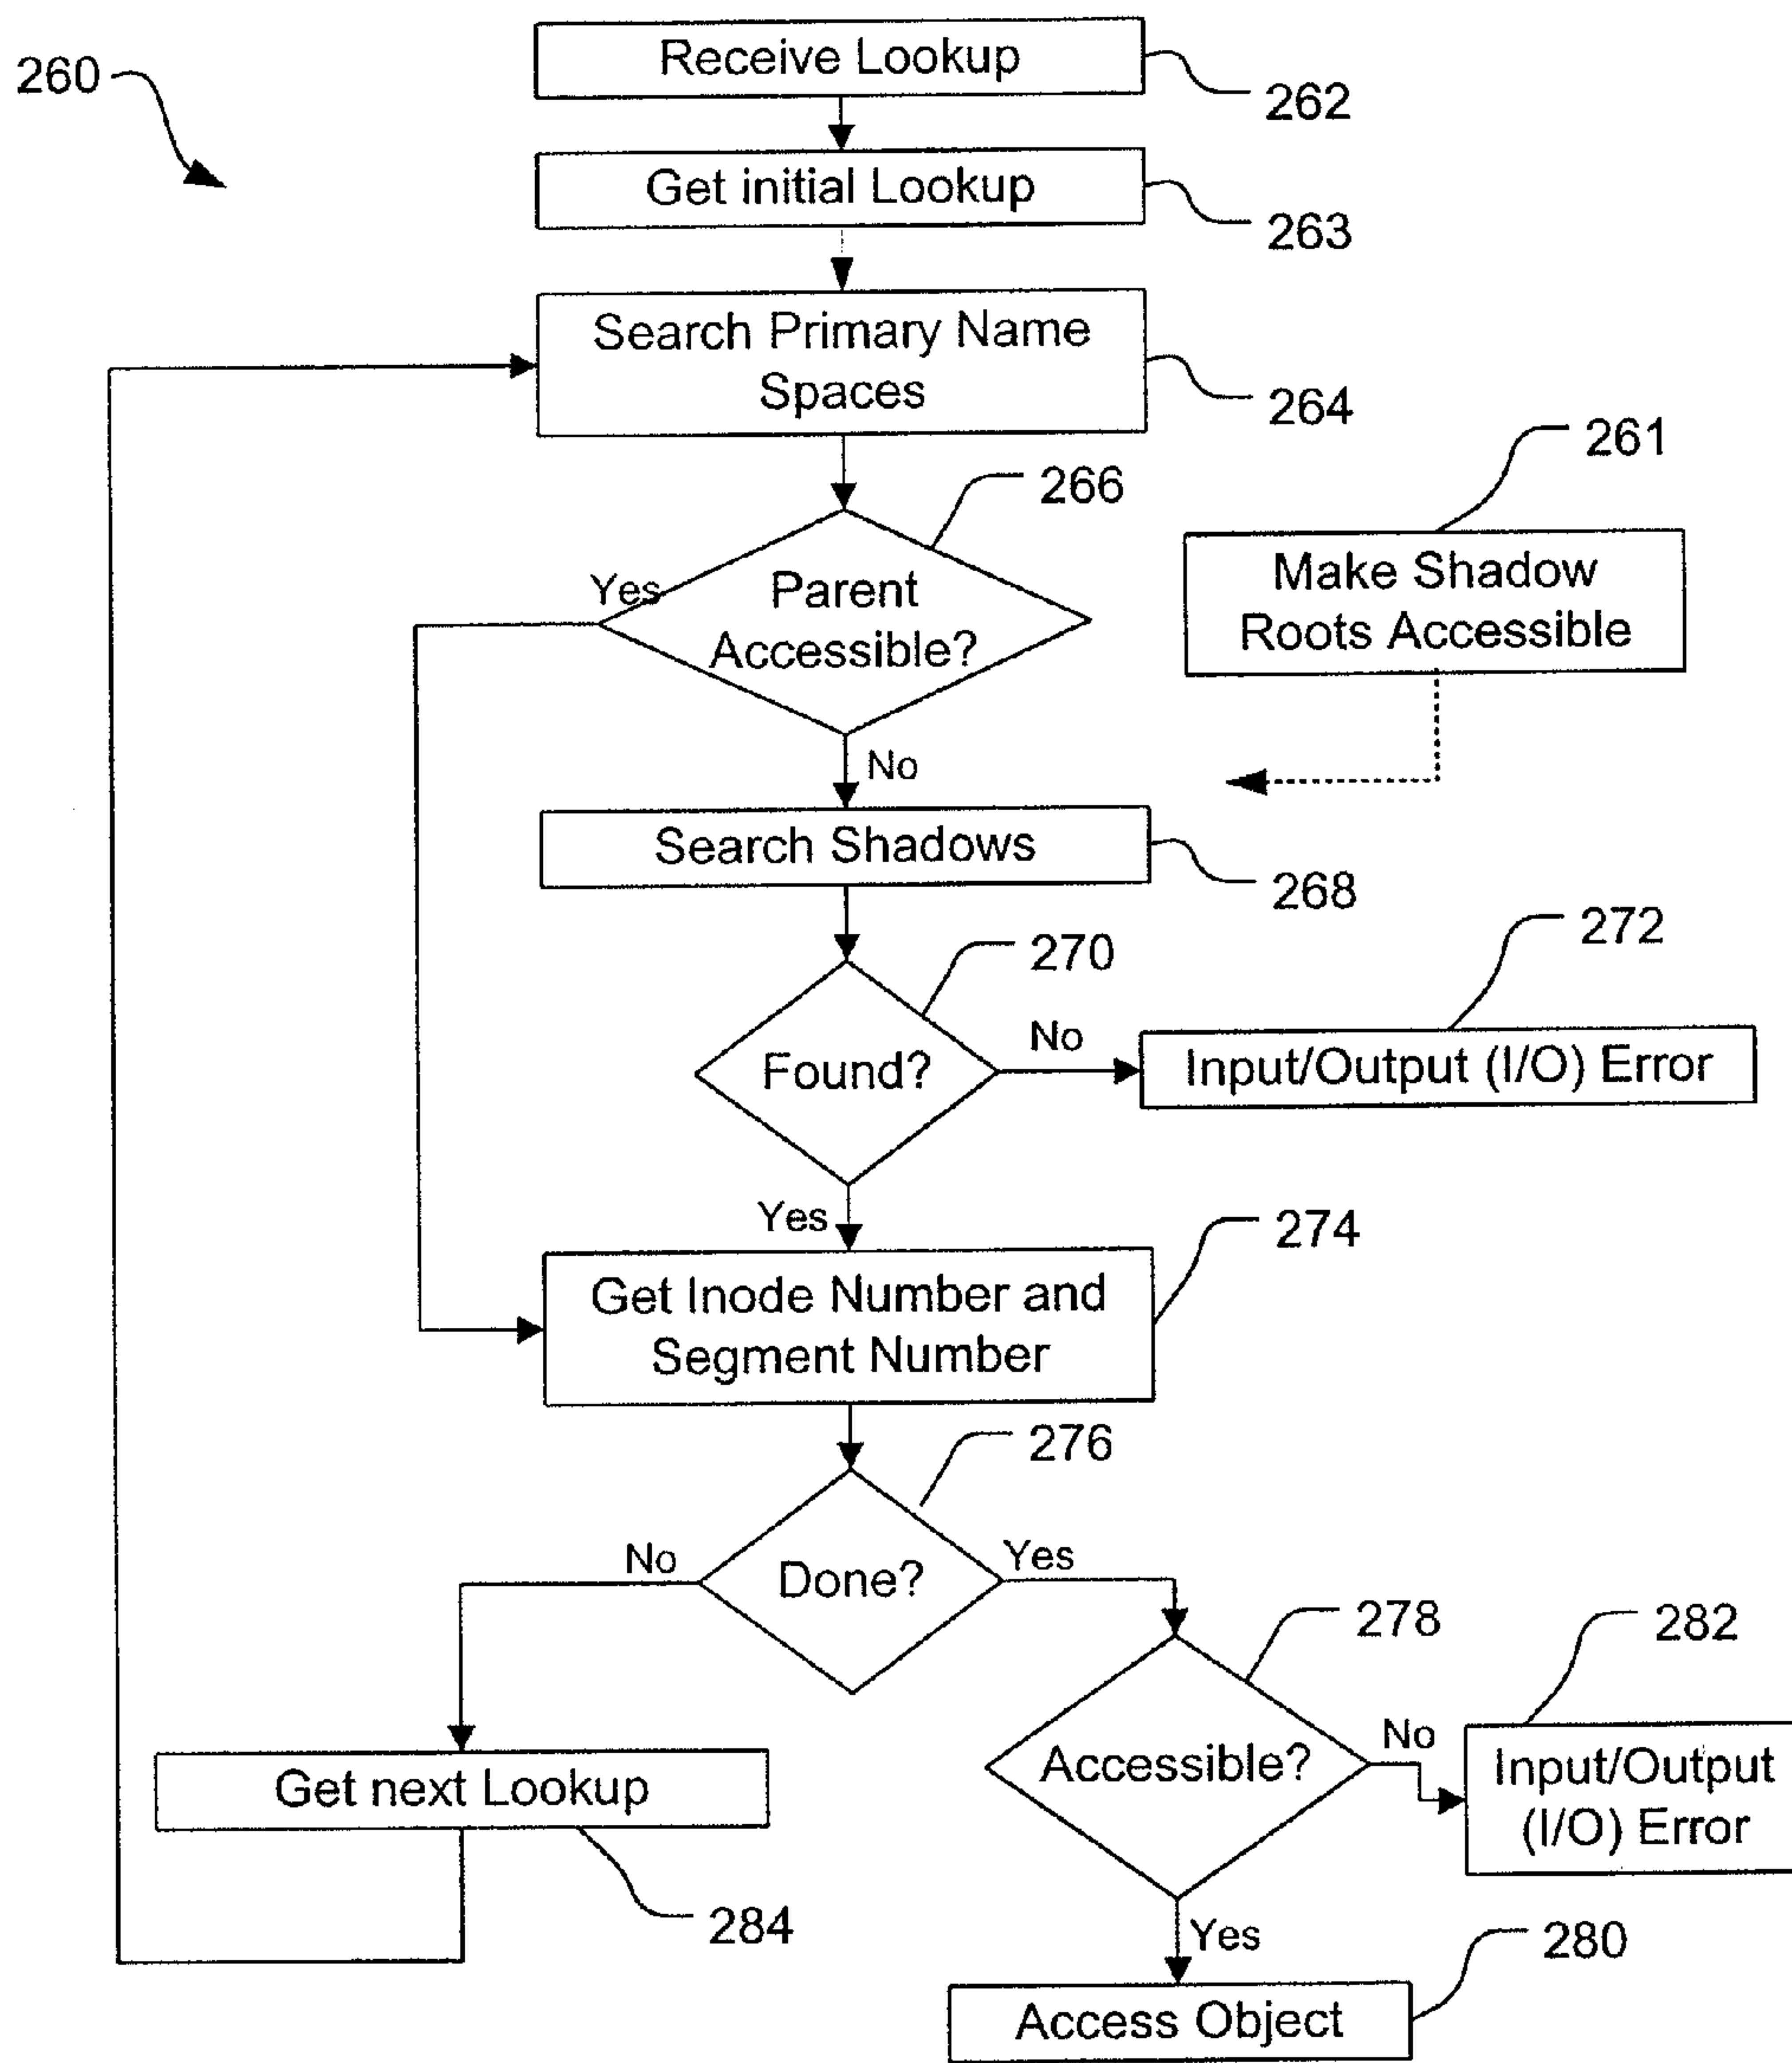 260
Receive Lookup
262
Get initial Lookup
263
Search Primary Name
Spaces
264
261
266
Make Shadow
Roots Accessible
Yes
Parent
Accessible?
No
Search Shadows
268
272
270
Found?
No
Input/Output (I/O) Error
Yes
274
Get Inode Number and
Segment Number
276
No
Done?
Yes
278
282
Accessible?
No
Input/Output
(I/O) Error
Get next Lookup
284
Yes
280
Access Object